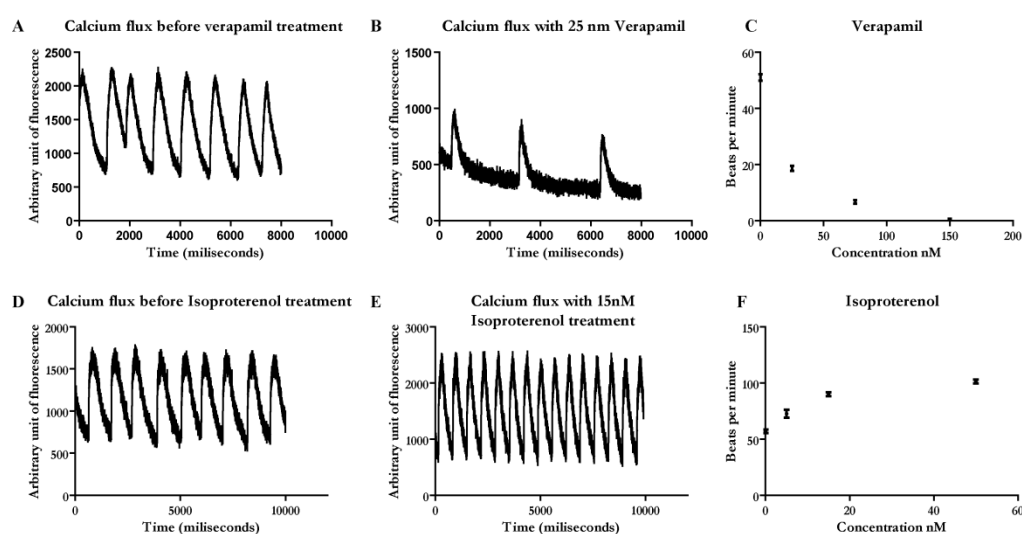 A Calcium flux before verapamil treatment
Arbitrary unit of fluorescence
2500
2000
1500
1000
500
0
0 2000 4000 6000 8000 10000
Time (miliseconds)
B Calcium flux with 25 nm Verapamil
Arbitrary unit of fluorescence
1500
1000
500
0
0 2000 4000 6000 8000 10000
Time (miliseconds)
C Verapamil
Beats per minute
60
40
20
0
0 50 100 150 200
Concentration nM
D Calcium flux before Isoproterenol treatment
Arbitrary unit of fluorescence
2000
1500
1000
500
0
0 5000 10000
Time (miliseconds)
E Calcium flux with 15nM
Isoproterenol treatment
Arbitrary unit of fluorescence
3000
2000
1000
0
0 5000 10000
Time (miliseconds)
F Isoproterenol
Beats per minute
150
100
50
0
0 20 40 60
Concentration nM